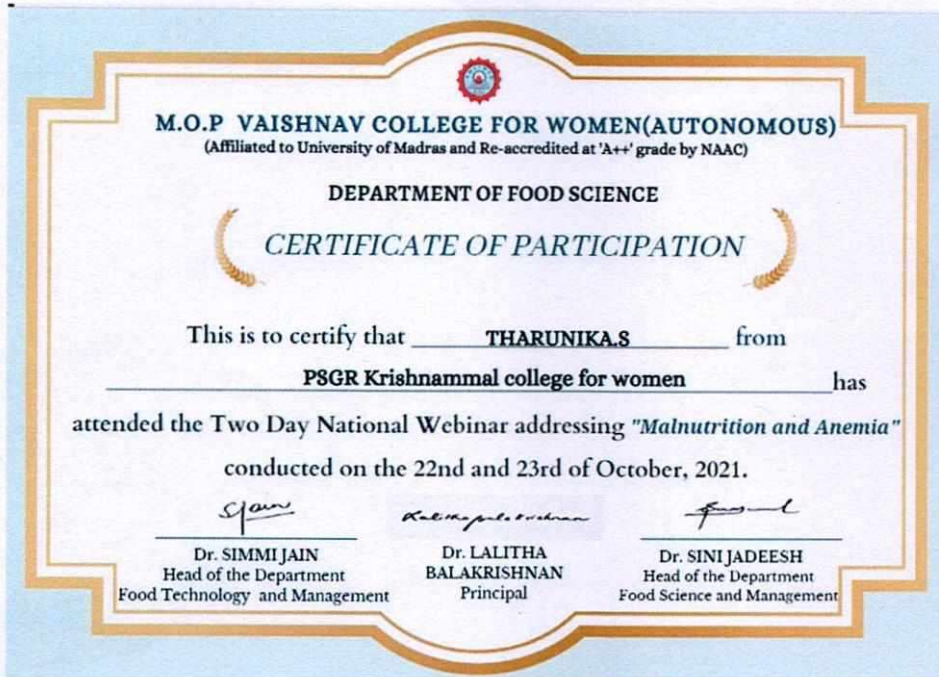 M.O.P VAISHNAV COLLEGE FOR WOMEN(AUTONOMOUS)
(Affiliated to University of Madras and Re-accredited at 'A++' grade by NAAC)
DEPARTMENT OF FOOD SCIENCE
CERTIFICATE OF PARTICIPATION
This is to certify that THARUNIKA.S from
PSGR Krishnammal college for women has
attended the Two Day National Webinar addressing "Malnutrition and Anemia"
conducted on the 22nd and 23rd of October, 2021.
SJain
Lalithabalakrishnan
Dr. SIMMI JAIN
Head of the Department
Food Technology and Management
Dr. LALITHA
BALAKRISHNAN
Principal
Dr. SINI JADEESH
Head of the Department
Food Science and Management